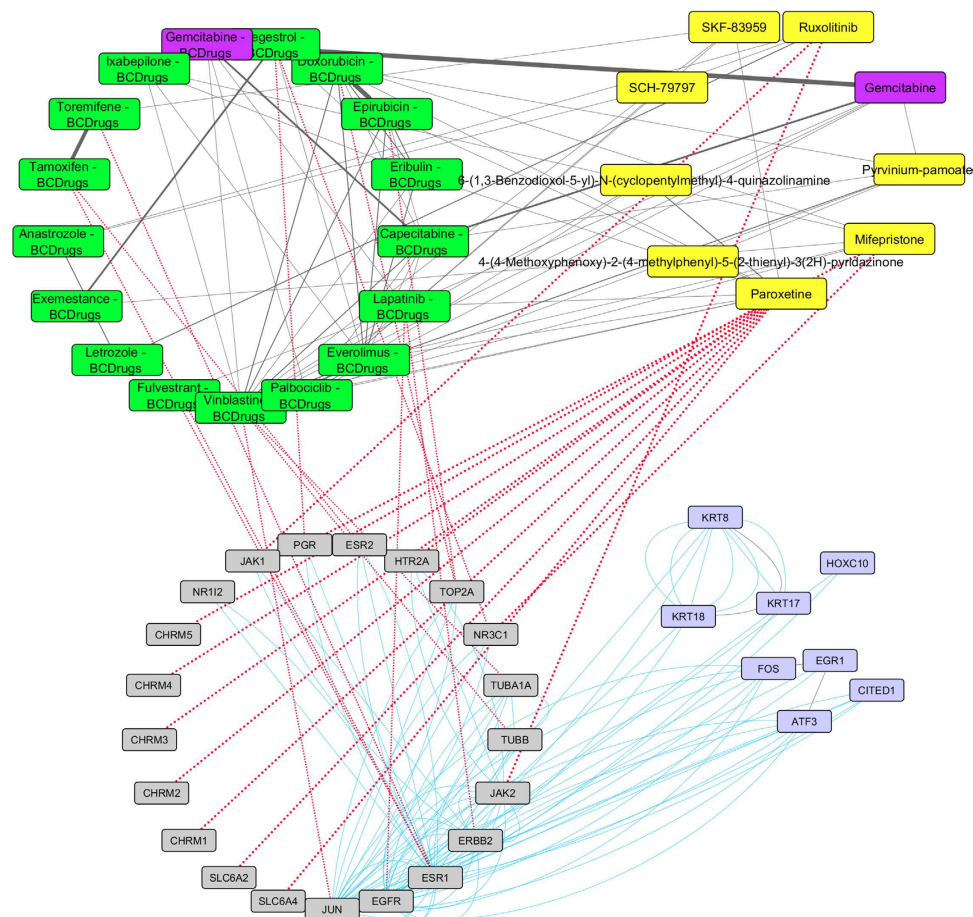 SKF-83959
Ruxolitinib
Gemcitabine -
BCDrugs
egestrol -
BCDrugs
Ixabepilone -
BCDrugs
Doxorubicin -
BCDrugs
SCH-79797
Gemcitabine
Toremifene -
BCDrugs
Epirubicin -
BCDrugs
Tamoxifen -
BCDrugs
Eribulin -
BCDrugs
6-(1,3-Benzodioxol-5-yl)-N-(cyclopentylmethyl)-4-quinazolinamine
Pyrvinium-pamoate
Anastrozole -
BCDrugs
Capecitabine -
BCDrugs
Mifepristone
4-(4-Methoxyphenoxy)-2-(4-methylphenyl)-5-(2-thienyl)-3(2H)-pyridazinone
Exemestance -
BCDrugs
Lapatinib -
BCDrugs
Paroxetine
Letrozole -
BCDrugs
Everolimus -
BCDrugs
Fulvestrant -
BCDrugs
Vinblastine
BCDrugs
Palbociclib -
BCDrugs
KRT8
JAK1
PGR
ESR2
HTR2A
HOXC10
NR1I2
TOP2A
KRT17
KRT18
CHRM5
NR3C1
FOS
EGR1
CHRM4
TUBA1A
CITED1
ATF3
CHRM3
TUBB
CHRM2
JAK2
CHRM1
ERBB2
SLC6A2
ESR1
SLC6A4
JUN
EGFR